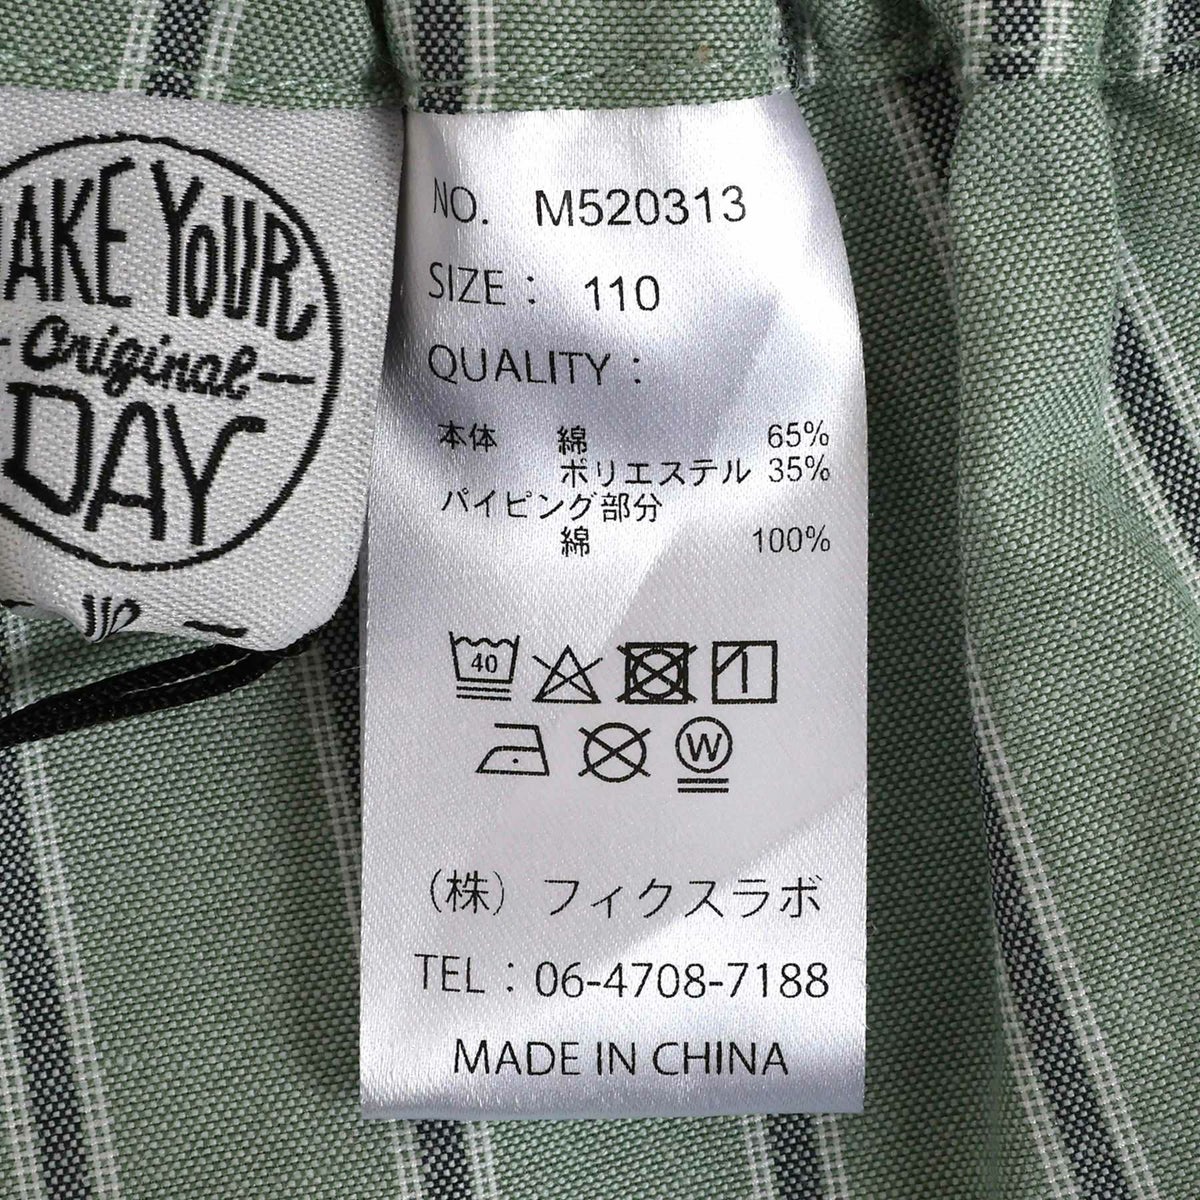 AKE YOUR
Original
DAY
NO. M520313
SIZE : 110
QUALITY :
本体 綿 65%
ポリエステル 35%
パイピング部分
綿 100%
40
W
(株) フィクスラボ
TEL : 06-4708-7188
MADE IN CHINA